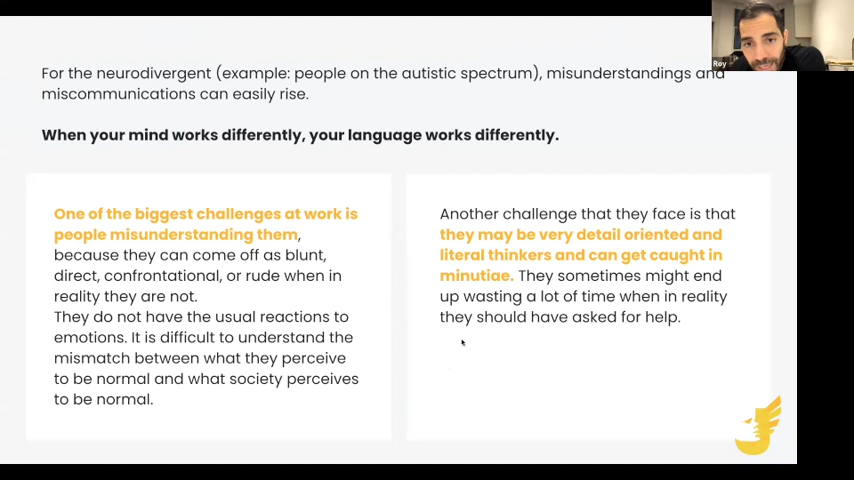 Roy
For the neurodivergent (example: people on the autistic spectrum), misunderstandings and
miscommunications can easily rise.
When your mind works differently, your language works differently.
One of the biggest challenges at work is
people misunderstanding them,
because they can come off as blunt,
direct, confrontational, or rude when in
reality they are not.
They do not have the usual reactions to
emotions. It is difficult to understand the
mismatch between what they perceive
to be normal and what society perceives
to be normal.
Another challenge that they face is that
they may be very detail oriented and
literal thinkers and can get caught in
minutiae. They sometimes might end
up wasting a lot of time when in reality
they should have asked for help.